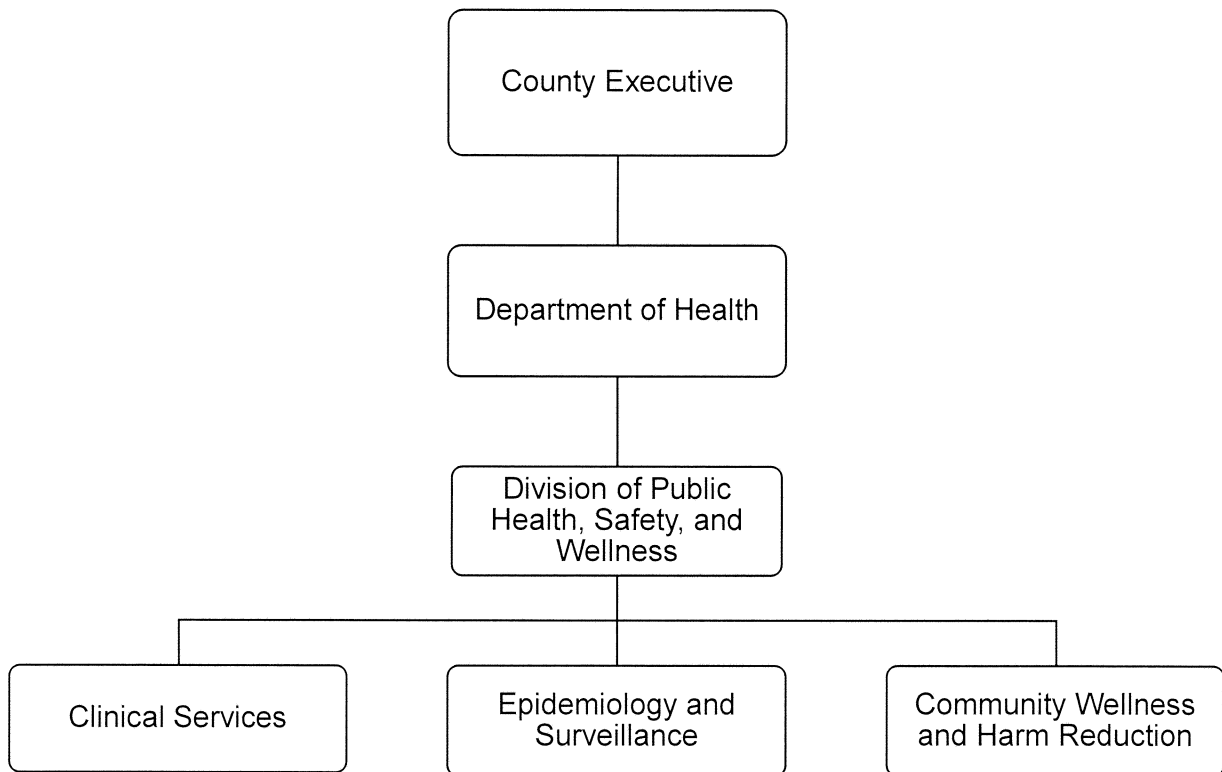 County Executive
Department of Health
Division of Public
Health, Safety, and
Wellness
Clinical Services
Epidemiology and
Surveillance
Community Wellness
and Harm Reduction